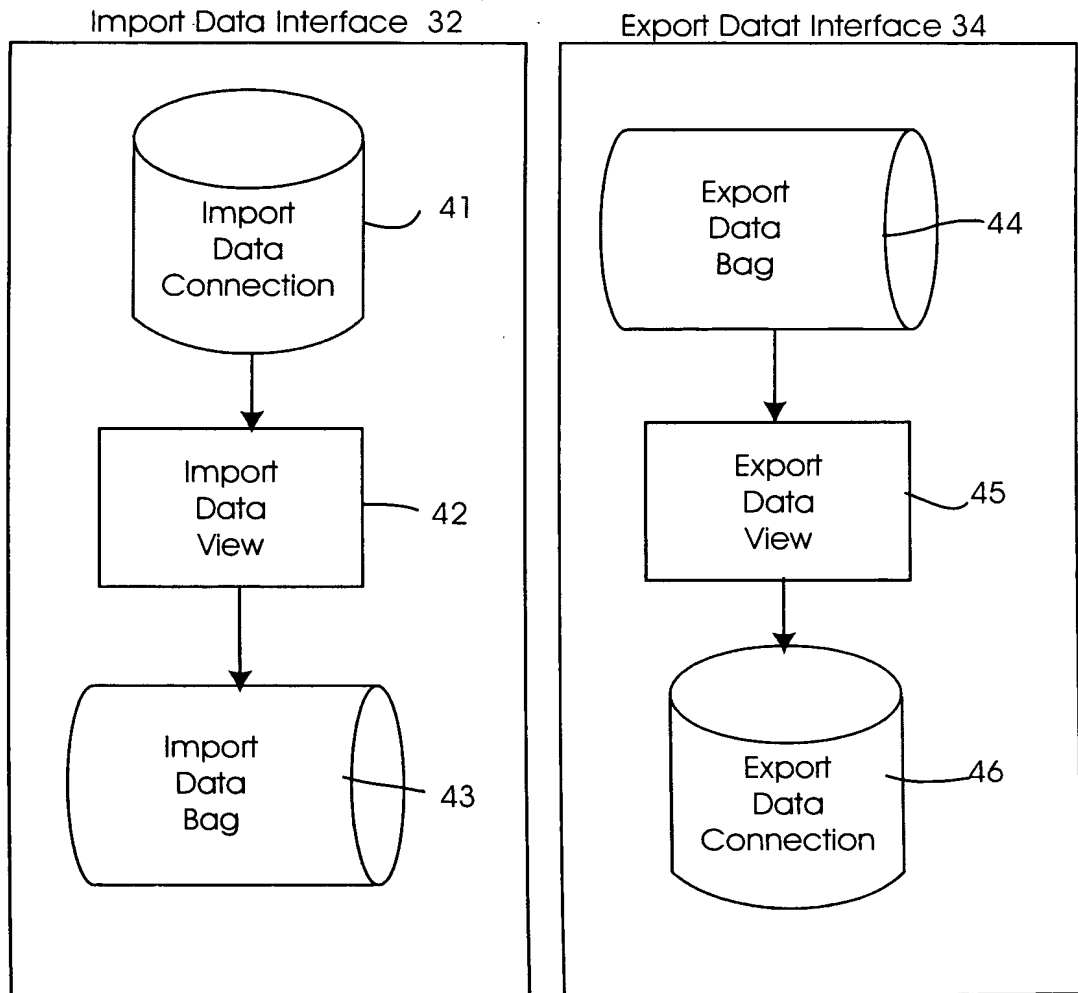 Import Data Interface 32
Import
Data
Connection
41
Import
Data
View
42
Import
Data
Bag
43
Export Datat Interface 34
Export
Data
Bag
44
Export
Data
View
45
Export
Data
Connection
46